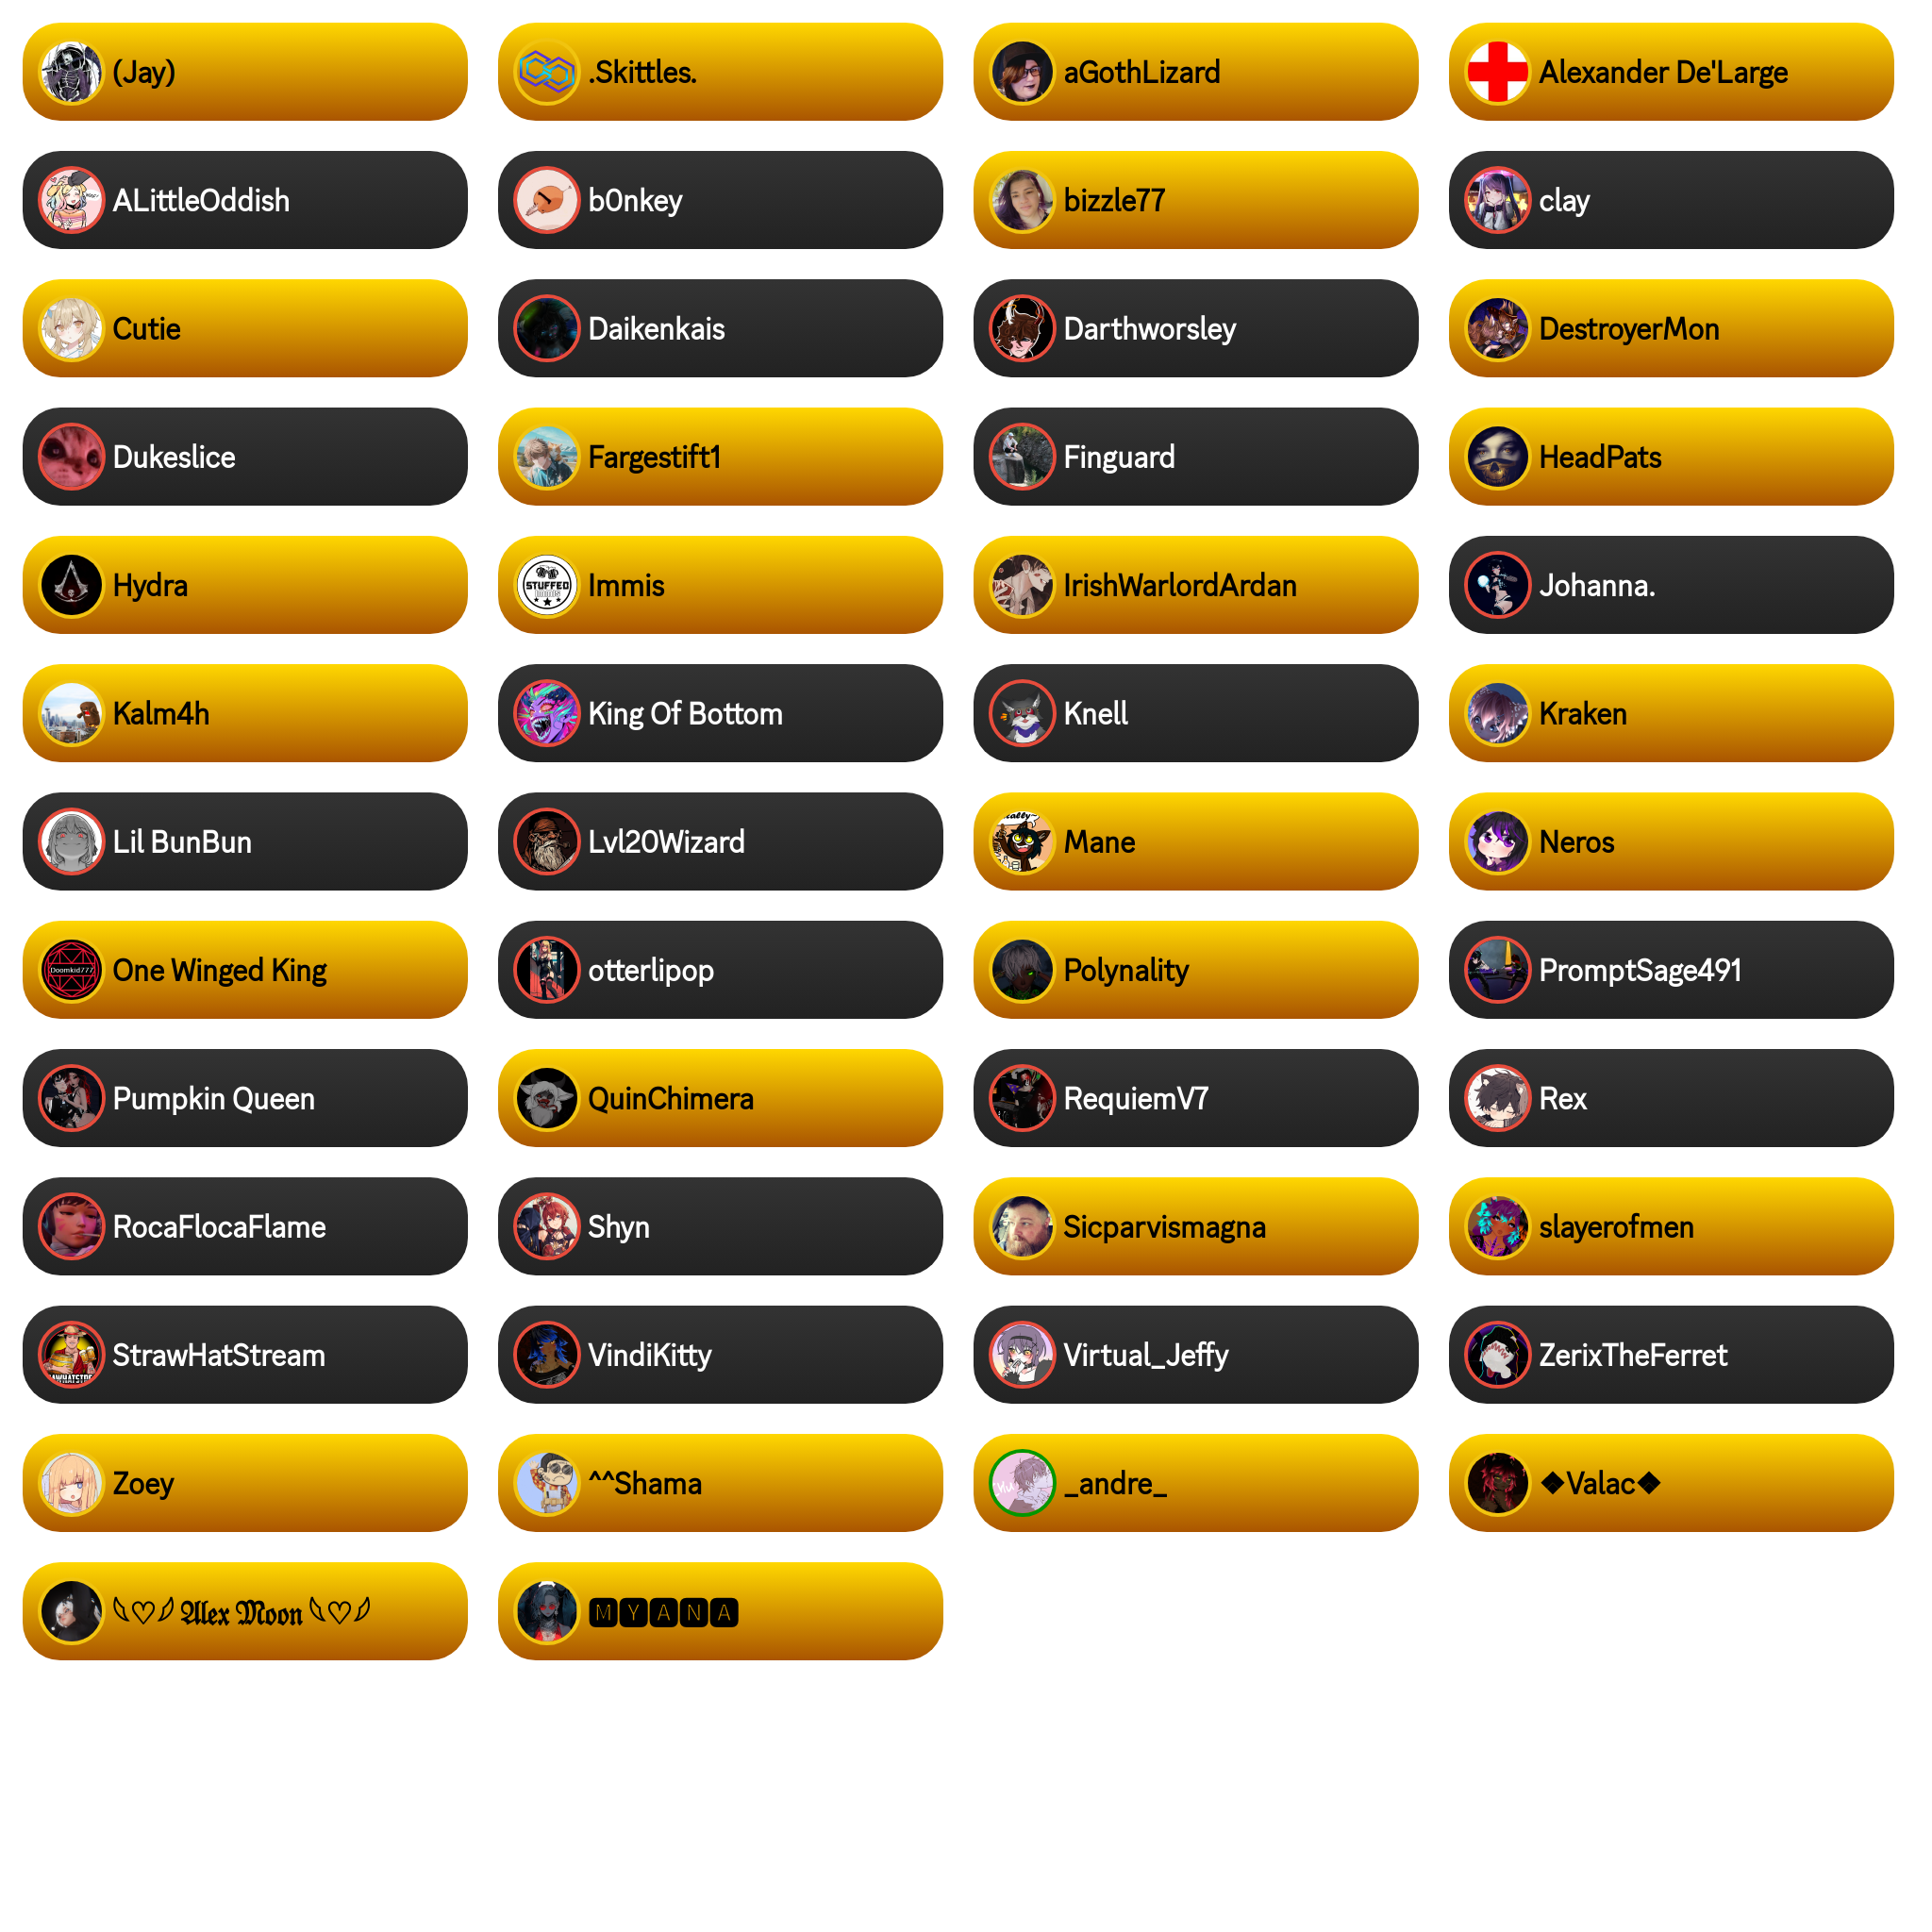 (Jay)
.Skittles.
aGothLizard
Alexander De'Large
ALittleOddish
b0nkey
bizzle77
clay
Cutie
Daikenkais
Darthworsley
DestroyerMon
Dukeslice
Fargestift1
Finguard
HeadPats
Hydra
STUFFED
Immis
IrishWarlordArdan
Johanna.
Kalm4h
King Of Bottom
Knell
Kraken
Lil BunBun
Lvl20Wizard
Mane
Neros
Doomkid777
One Winged King
otterlipop
Polynality
PromptSage491
Pumpkin Queen
QuinChimera
RequiemV7
Rex
RocaFlocaFlame
Shyn
Sicparvismagna
slayerofmen
StrawHatStream
VindiKitty
Virtual_Jeffy
ZerixTheFerret
Zoey
^^Shama
_andre_
❖Valac❖
𓆩♡𓆪 𝕬𝖑𝖊𝖝 𝕸𝖔𝖔𝖓 𓆩♡𓆪
🅼🆈🅰🅽🅰